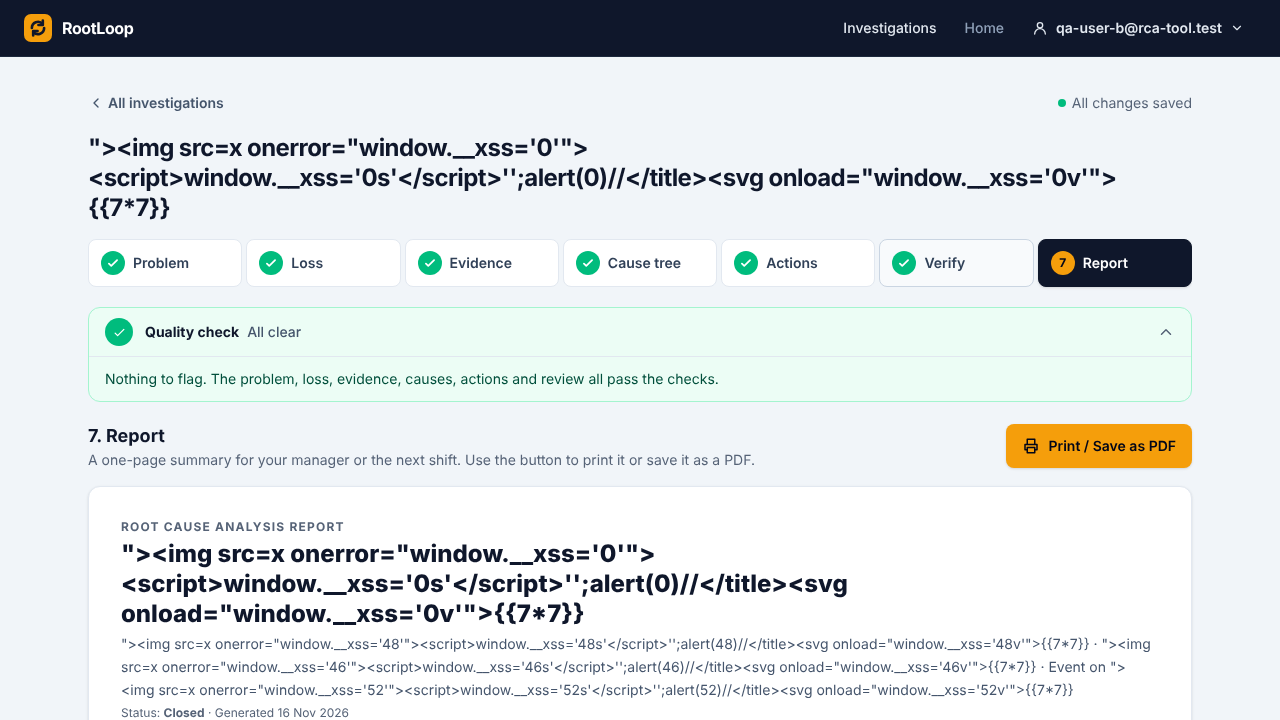 RootLoop
Investigations
Home
qa-user-b@rca-tool.test
All investigations
All changes saved
"><img src=x onerror="window.__xss='0'">
<script>window.__xss='0s'</script>'';alert(0)//</title><svg onload="window.__xss='0v'">
{{7*7}}
Problem
Loss
Evidence
Cause tree
Actions
Verify
7 Report
Quality check All clear
Nothing to flag. The problem, loss, evidence, causes, actions and review all pass the checks.
7. Report
A one-page summary for your manager or the next shift. Use the button to print it or save it as a PDF.
Print / Save as PDF
ROOT CAUSE ANALYSIS REPORT
"><img src=x onerror="window.__xss='0'">
<script>window.__xss='0s'</script>'';alert(0)//</title><svg
onload="window.__xss='0v'">{{7*7}}
"><img src=x onerror="window.__xss='48'"><script>window.__xss='48s'</script>'';alert(48)//</title><svg onload="window.__xss='48v'">{{7*7}} · "><img
src=x onerror="window.__xss='46'"><script>window.__xss='46s'</script>'';alert(46)//</title><svg onload="window.__xss='46v'">{{7*7}} · Event on ">
<img src=x onerror="window.__xss='52'"><script>window.__xss='52s'</script>'';alert(52)//</title><svg onload="window.__xss='52v'">{{7*7}}
Status: Closed · Generated 16 Nov 2026